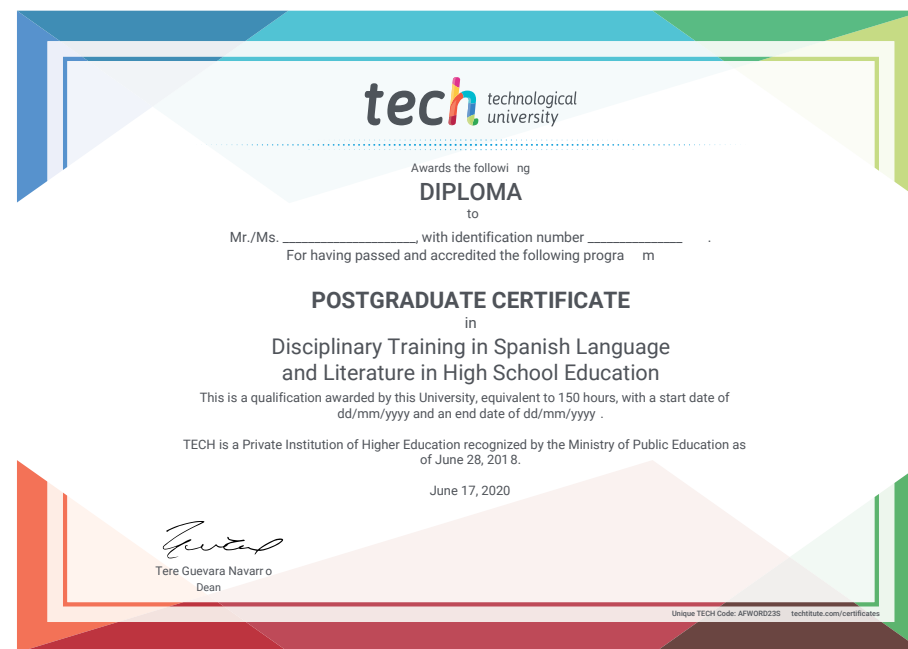 tech technological
university
Awards the followi ng
DIPLOMA
to
Mr./Ms. ____________________, with identification number ______________ .
For having passed and accredited the following progra m
POSTGRADUATE CERTIFICATE
in
Disciplinary Training in Spanish Language
and Literature in High School Education
This is a qualification awarded by this University, equivalent to 150 hours, with a start date of
dd/mm/yyyy and an end date of dd/mm/yyyy .
TECH is a Private Institution of Higher Education recognized by the Ministry of Public Education as
of June 28, 201 8.
June 17, 2020
Tere Guevara Navarr o
Dean
Unique TECH Code: AFWORD23S techtitute.com/certificates